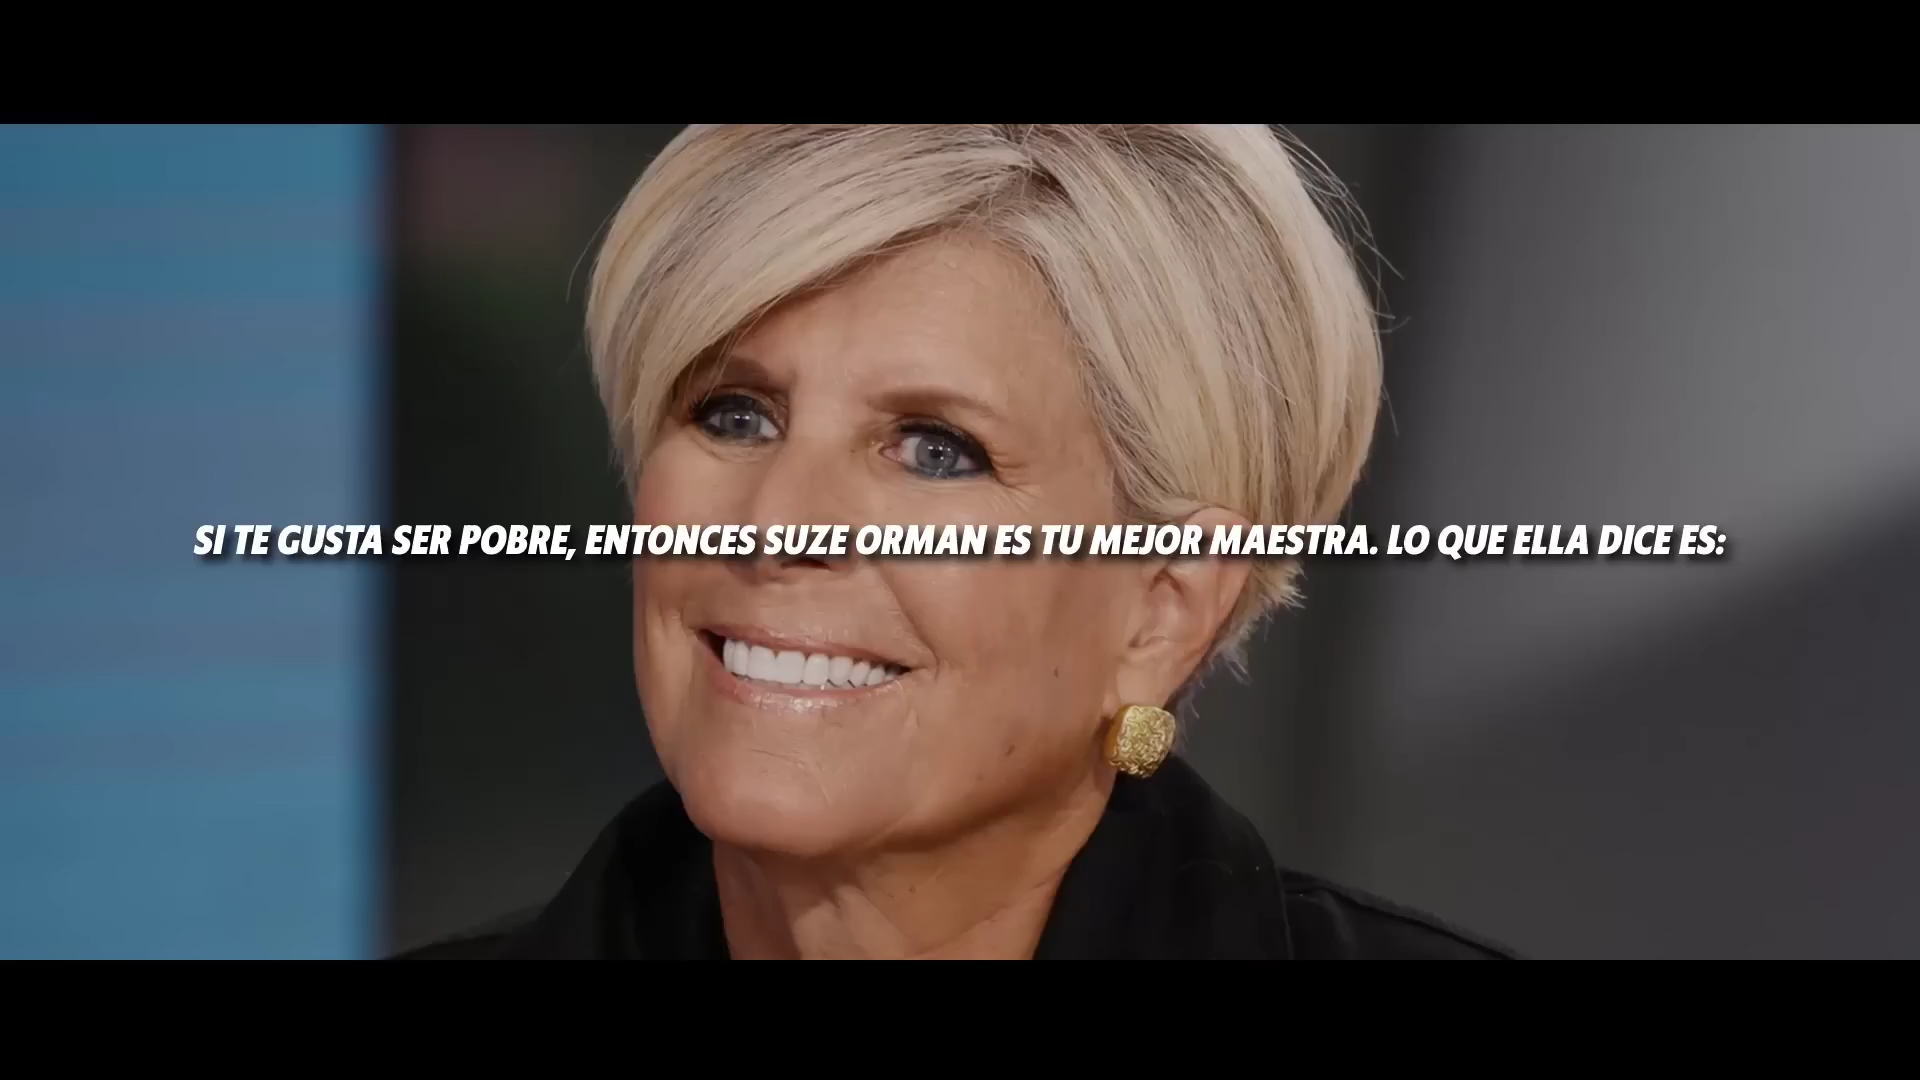 SI TE GUSTA SER POBRE, ENTONCES SUZE ORMAN ES TU MEJOR MAESTRA. LO QUE ELLA DICE ES: